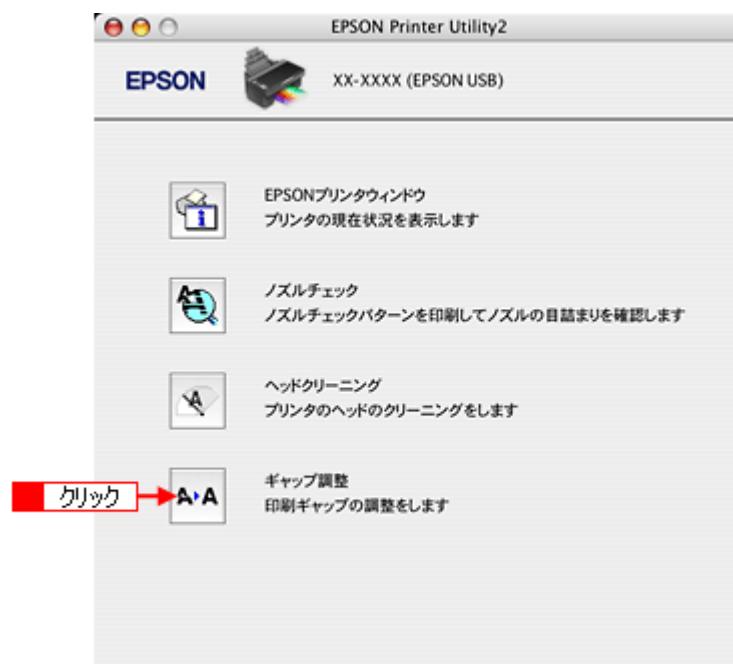 EPSON Printer Utility2
EPSON
XX-XXXX (EPSON USB)
EPSONプリンタウィンドウ
プリンタの現在状況を表示します
ノズルチェック
ノズルチェックパターンを印刷してノズルの目詰まりを確認します
ヘッドクリーニング
プリンタのヘッドのクリーニングをします
クリック
A A
ギャップ調整
印刷ギャップの調整をします